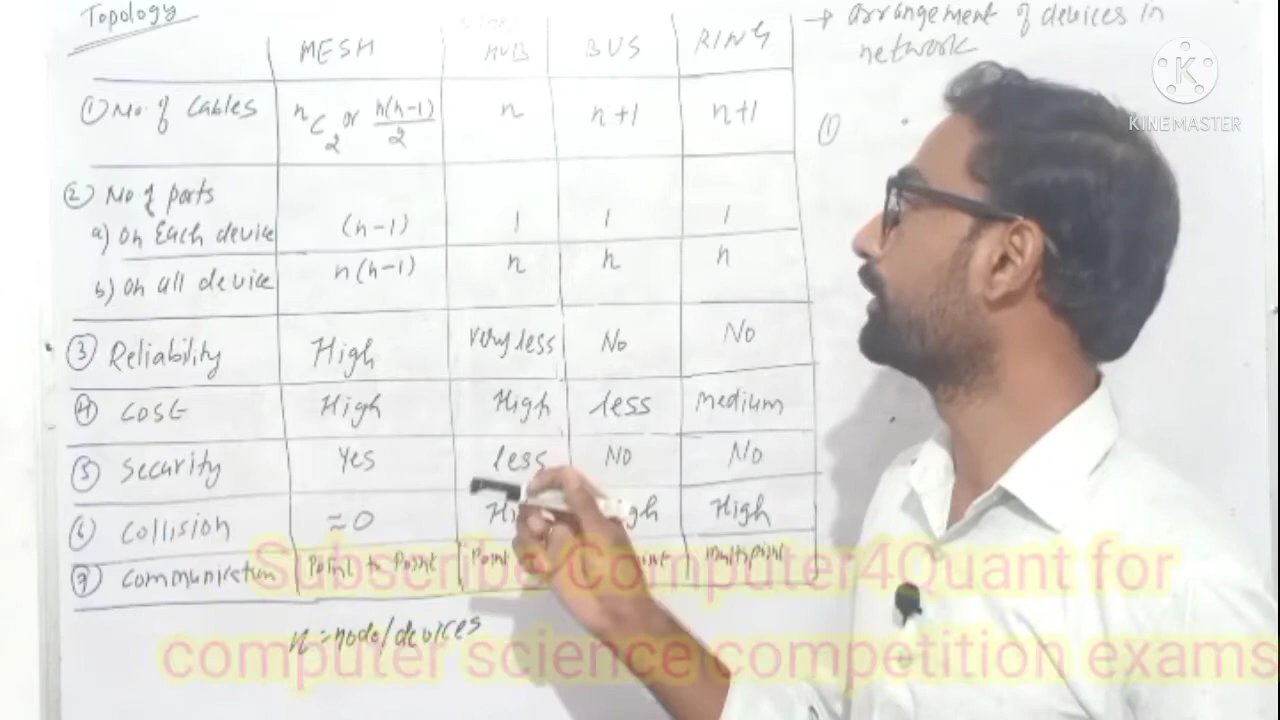 Topology
→ arrangement of devices in
network
MESH HUB BUS RING
① No. of Cables nC2 or n(n-1)/2 n n+1 n+1
①
② No of ports
a) on Each device (n-1) 1 1 1
b) on all device n(n-1) n n n
③ Reliability High very less No No
④ Cost High High less Medium
⑤ Security Yes less No No
⑥ Collision ≈0 High
⑦ Communication Point to Point Point multipoint
n = node/devices
KINEMASTER
Subscribe Computer4Quant for
computer science competition exams